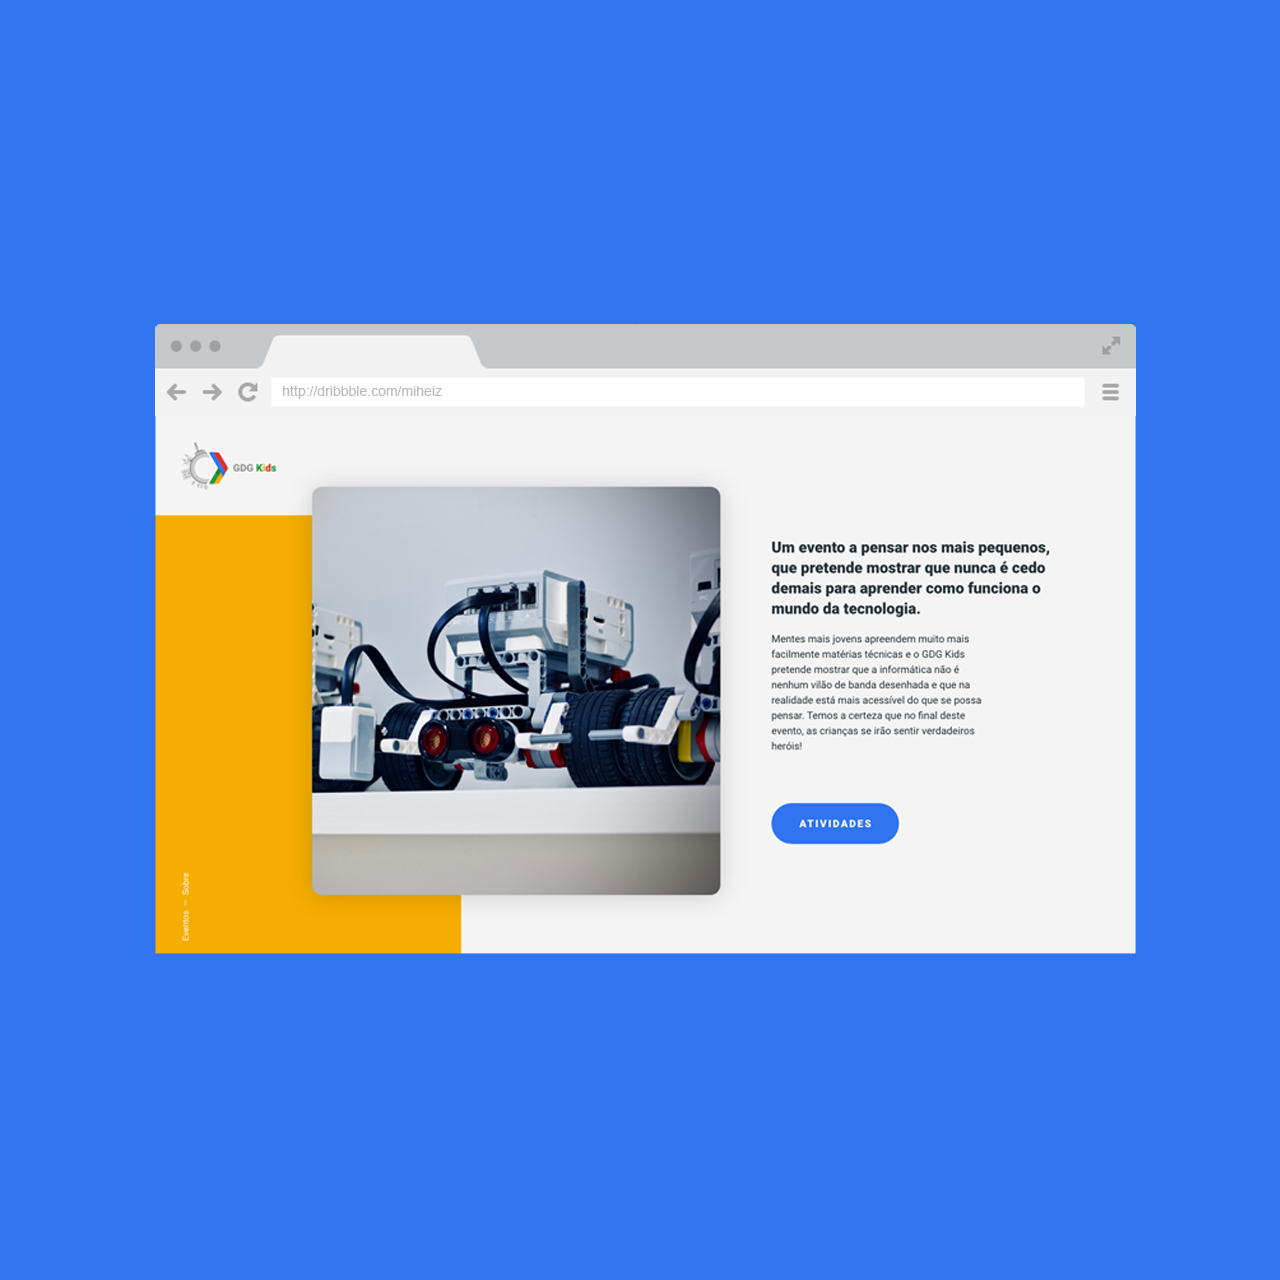 http://dribbble.com/miheiz
GDG Kids
Um evento a pensar nos mais pequenos,
que pretende mostrar que nunca é cedo
demais para aprender como funciona o
mundo da tecnologia.
Mentes mais jovens apreendem muito mais
facilmente matérias técnicas e o GDG Kids
pretende mostrar que a informática não é
nenhum vilão de banda desenhada e que na
realidade está mais acessível do que se possa
pensar. Temos a certeza que no final deste
evento, as crianças se irão sentir verdadeiros
heróis!
ATIVIDADES
Eventos — Sobre